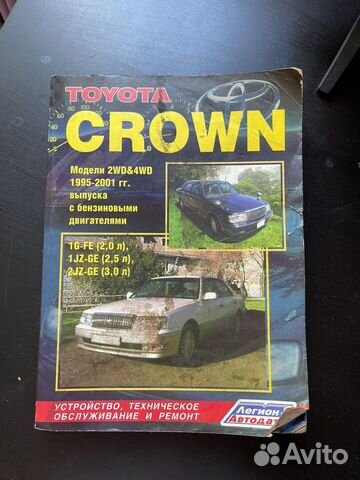 TOYOTA
CROWN
Модели 2WD&4WD
1995-2001 гг.
выпуска
с бензиновыми
двигателями
1G-FE (2,0 л),
1JZ-GE (2,5 л),
2JZ-GE (3,0 л)
УСТРОЙСТВО, ТЕХНИЧЕСКОЕ
ОБСЛУЖИВАНИЕ И РЕМОНТ
Легион-
Автодата
Avito